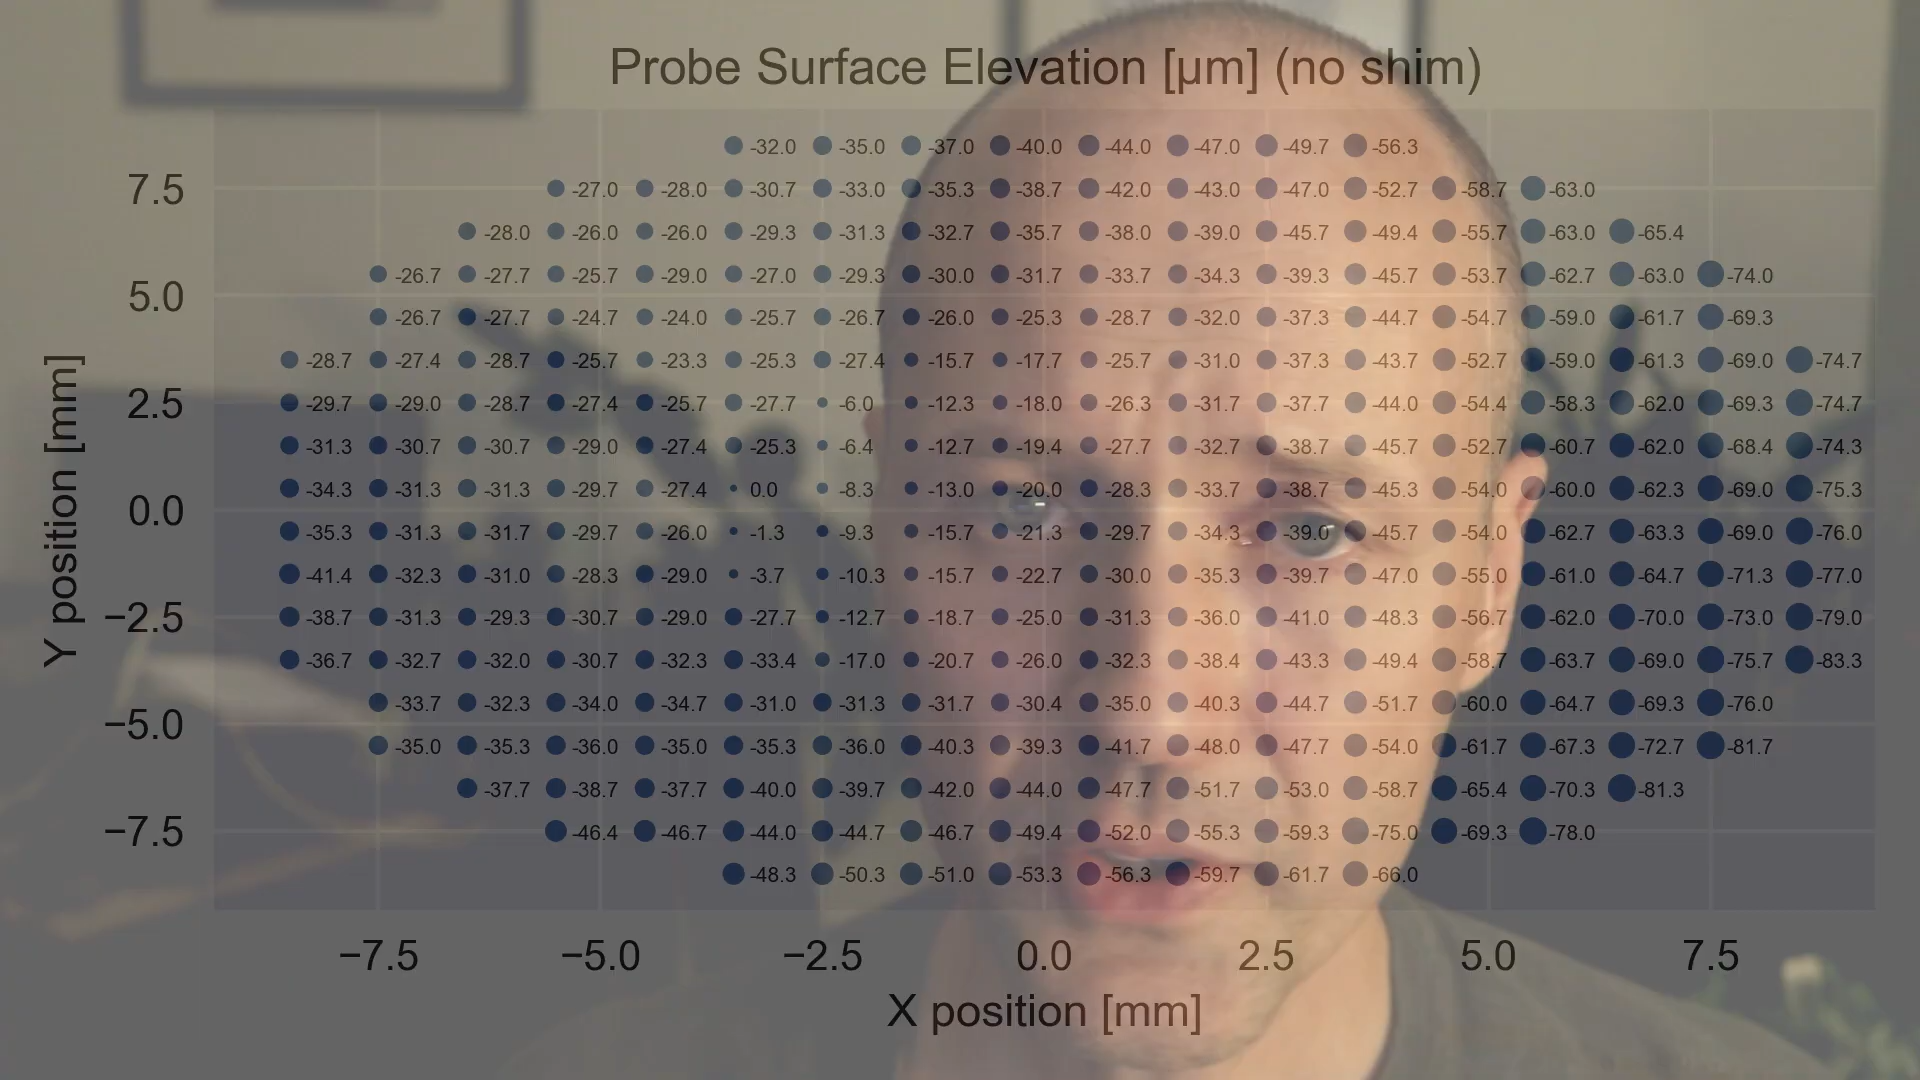 Probe Surface Elevation [µm] (no shim)
-32.0 -35.0 -37.0 -40.0 -44.0 -47.0 -49.7 -56.3
7.5 -27.0 -28.0 -30.7 -33.0 -35.3 -38.7 -42.0 -43.0 -47.0 -52.7 -58.7 -63.0
-28.0 -26.0 -26.0 -29.3 -31.3 -32.7 -35.7 -38.0 -39.0 -45.7 -49.4 -55.7 -63.0 -65.4
-26.7 -27.7 -25.7 -29.0 -27.0 -29.3 -30.0 -31.7 -33.7 -34.3 -39.3 -45.7 -53.7 -62.7 -63.0 -74.0
5.0
-26.7 -27.7 -24.7 -24.0 -25.7 -26.7 -26.0 -25.3 -28.7 -32.0 -37.3 -44.7 -54.7 -59.0 -61.7 -69.3
-28.7 -27.4 -28.7 -25.7 -23.3 -25.3 -27.4 -15.7 -17.7 -25.7 -31.0 -37.3 -43.7 -52.7 -59.0 -61.3 -69.0 -74.7
2.5 -29.7 -29.0 -28.7 -27.4 -25.7 -27.7 -6.0 -12.3 -18.0 -26.3 -31.7 -37.7 -44.0 -54.4 -58.3 -62.0 -69.3 -74.7
-31.3 -30.7 -30.7 -29.0 -27.4 -25.3 -6.4 -12.7 -19.4 -27.7 -32.7 -38.7 -45.7 -52.7 -60.7 -62.0 -68.4 -74.3
-34.3 -31.3 -31.3 -29.7 -27.4 0.0 -8.3 -13.0 -20.0 -28.3 -33.7 -38.7 -45.3 -54.0 -60.0 -62.3 -69.0 -75.3
0.0
-35.3 -31.3 -31.7 -29.7 -26.0 -1.3 -9.3 -15.7 -21.3 -29.7 -34.3 -39.0 -45.7 -54.0 -62.7 -63.3 -69.0 -76.0
-41.4 -32.3 -31.0 -28.3 -29.0 -3.7 -10.3 -15.7 -22.7 -30.0 -35.3 -39.7 -47.0 -55.0 -61.0 -64.7 -71.3 -77.0
−2.5 -38.7 -31.3 -29.3 -30.7 -29.0 -27.7 -12.7 -18.7 -25.0 -31.3 -36.0 -41.0 -48.3 -56.7 -62.0 -70.0 -73.0 -79.0
-36.7 -32.7 -32.0 -30.7 -32.3 -33.4 -17.0 -20.7 -26.0 -32.3 -38.4 -43.3 -49.4 -58.7 -63.7 -69.0 -75.7 -83.3
-33.7 -32.3 -34.0 -34.7 -31.0 -31.3 -31.7 -30.4 -35.0 -40.3 -44.7 -51.7 -60.0 -64.7 -69.3 -76.0
−5.0
-35.0 -35.3 -36.0 -35.0 -35.3 -36.0 -40.3 -39.3 -41.7 -48.0 -47.7 -54.0 -61.7 -67.3 -72.7 -81.7
-37.7 -38.7 -37.7 -40.0 -39.7 -42.0 -44.0 -47.7 -51.7 -53.0 -58.7 -65.4 -70.3 -81.3
−7.5 -46.4 -46.7 -44.0 -44.7 -46.7 -49.4 -52.0 -55.3 -59.3 -75.0 -69.3 -78.0
-48.3 -50.3 -51.0 -53.3 -56.3 -59.7 -61.7 -66.0
Y position [mm]
−7.5 −5.0 −2.5 0.0 2.5 5.0 7.5
X position [mm]